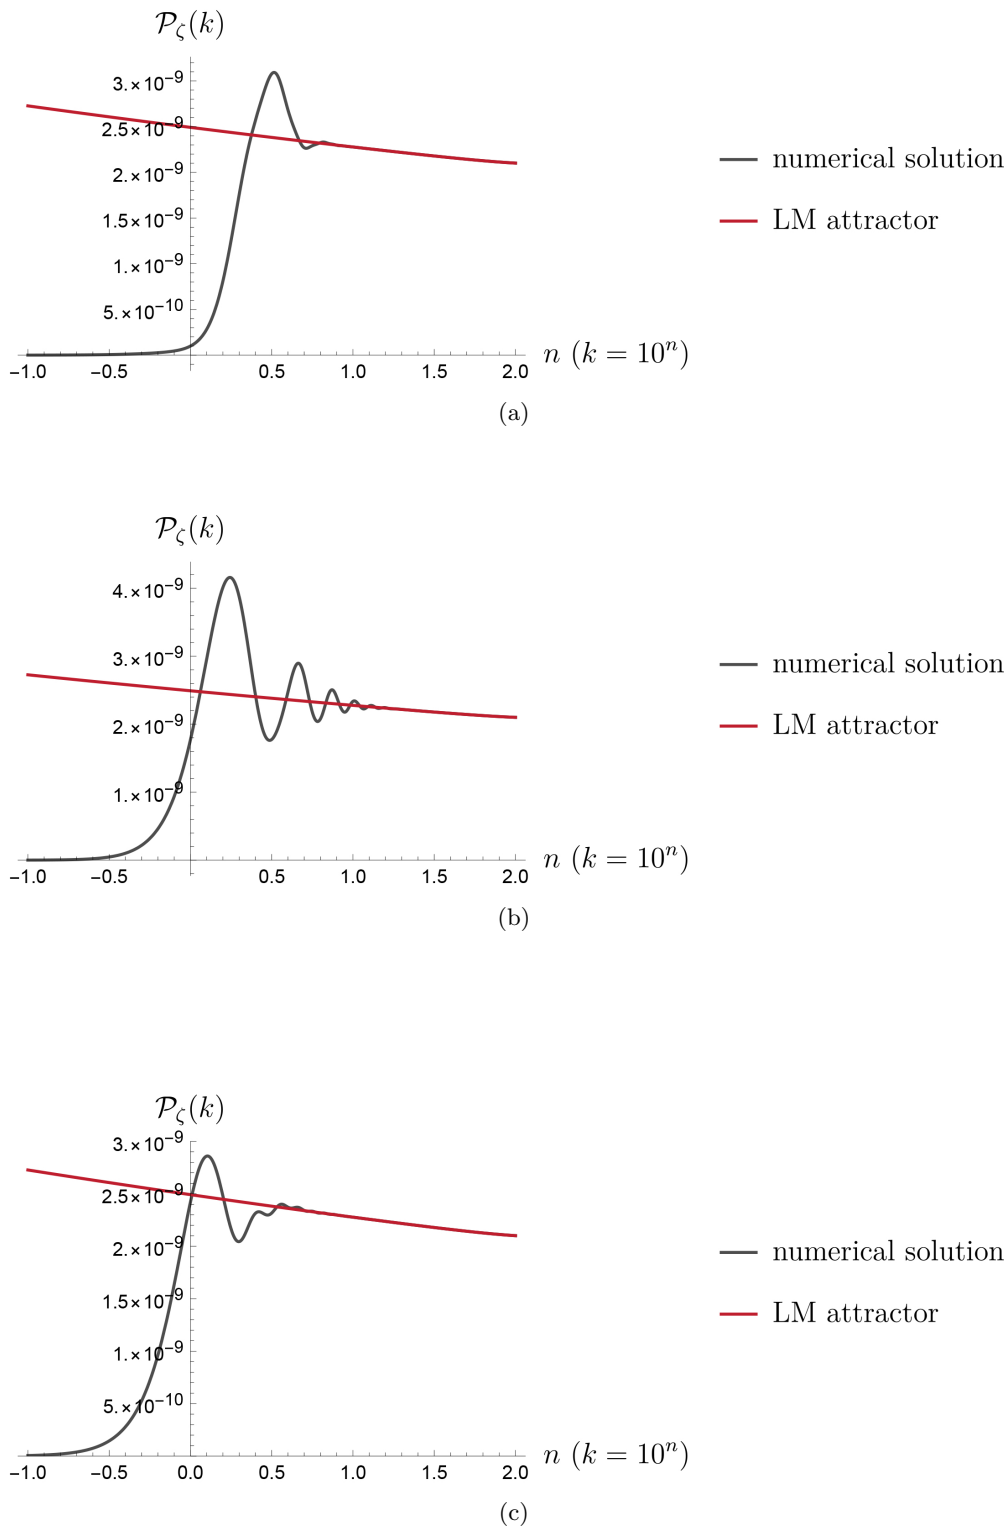 𝒫ζ(k)
3.×10⁻⁹
2.5×10⁻⁹
2.×10⁻⁹
1.5×10⁻⁹
1.×10⁻⁹
5.×10⁻¹⁰
−1.0 −0.5 0.5 1.0 1.5 2.0
n (k = 10ⁿ)
numerical solution
LM attractor
(a)
𝒫ζ(k)
4.×10⁻⁹
3.×10⁻⁹
2.×10⁻⁹
1.×10⁻⁹
−1.0 −0.5 0.5 1.0 1.5 2.0
n (k = 10ⁿ)
numerical solution
LM attractor
(b)
𝒫ζ(k)
3.×10⁻⁹
2.5×10⁻⁹
2.×10⁻⁹
1.5×10⁻⁹
1.×10⁻⁹
5.×10⁻¹⁰
−1.0 −0.5 0.0 0.5 1.0 1.5 2.0
n (k = 10ⁿ)
numerical solution
LM attractor
(c)